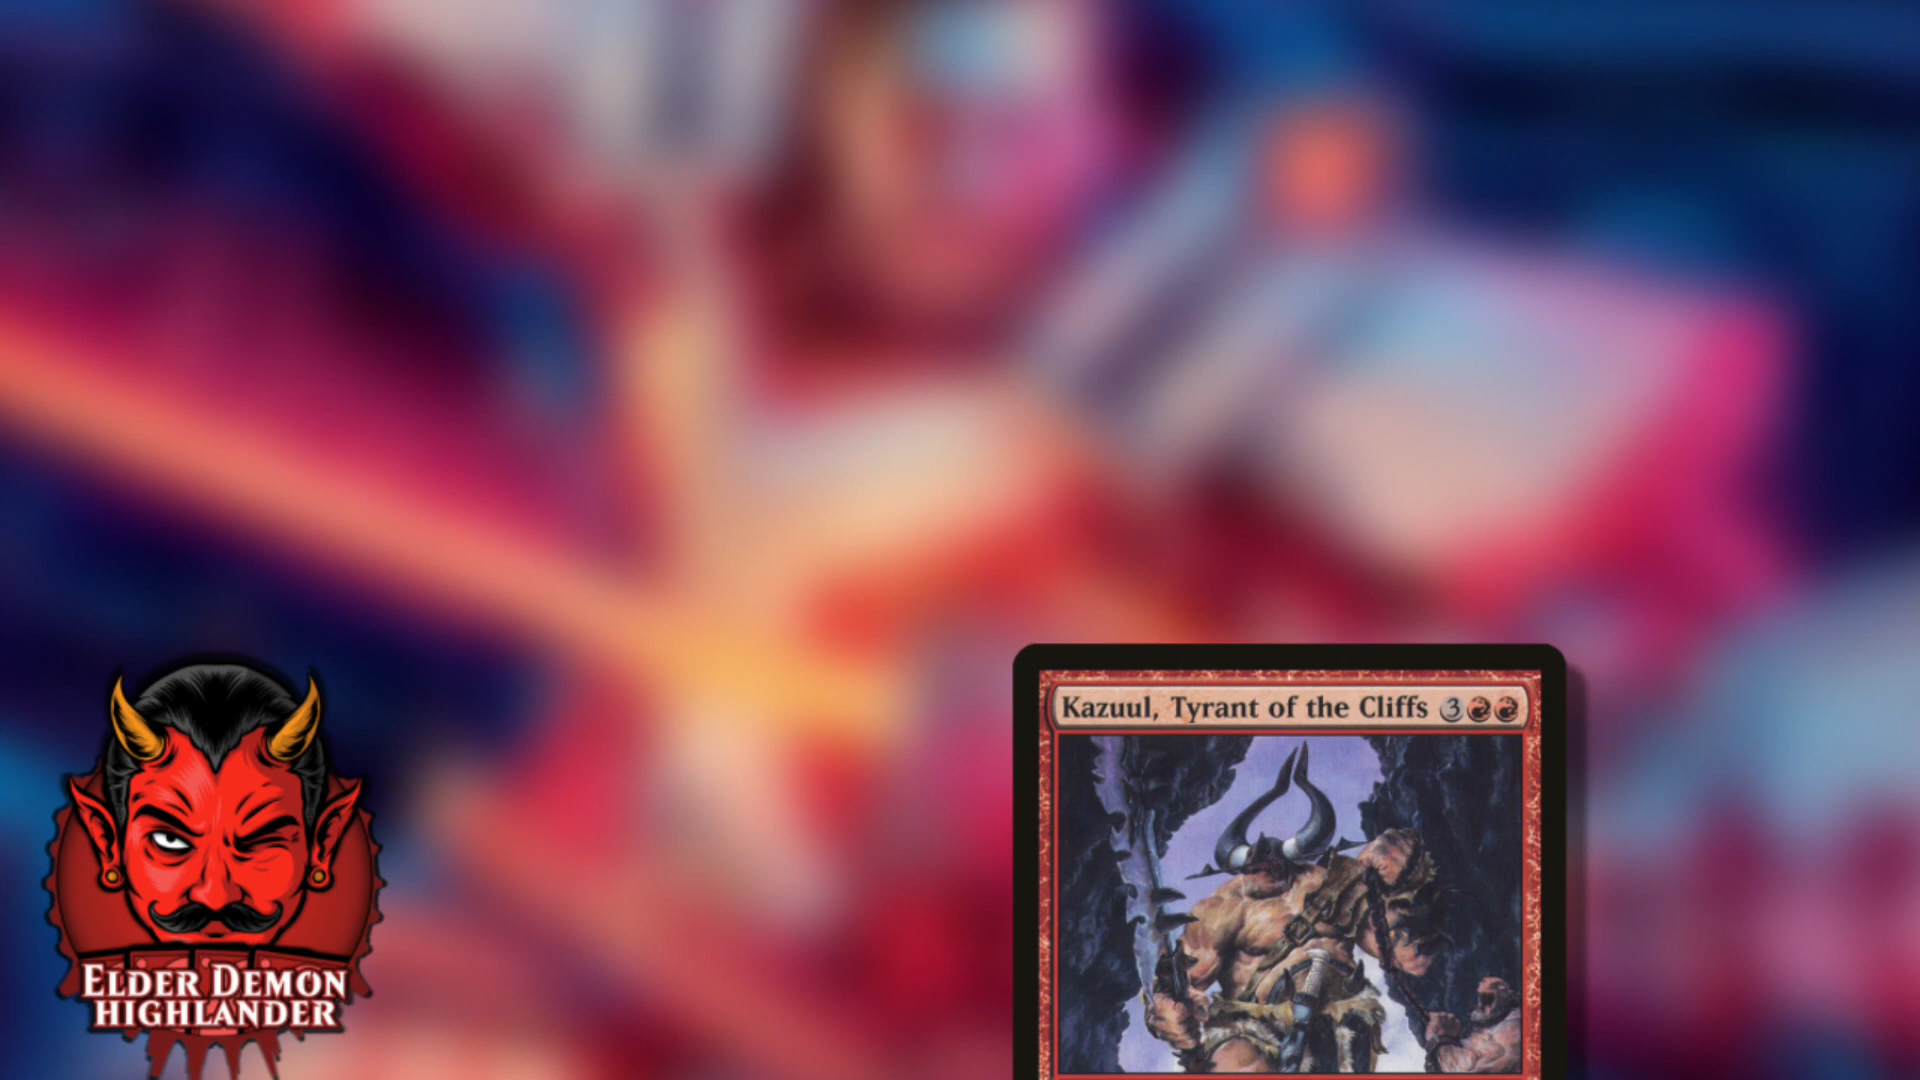 Kazuul, Tyrant of the Cliffs 3
ELDER DEMON
HIGHLANDER